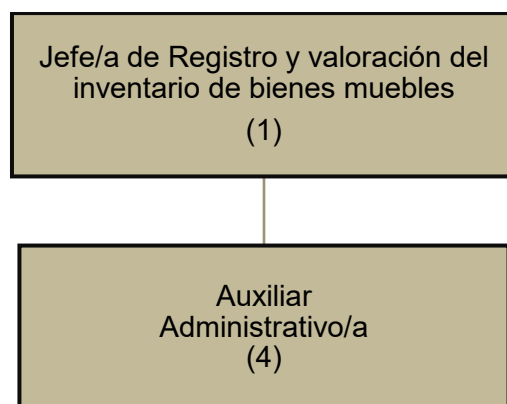 Jefe/a de Registro y valoración del
inventario de bienes muebles
(1)
Auxiliar
Administrativo/a
(4)